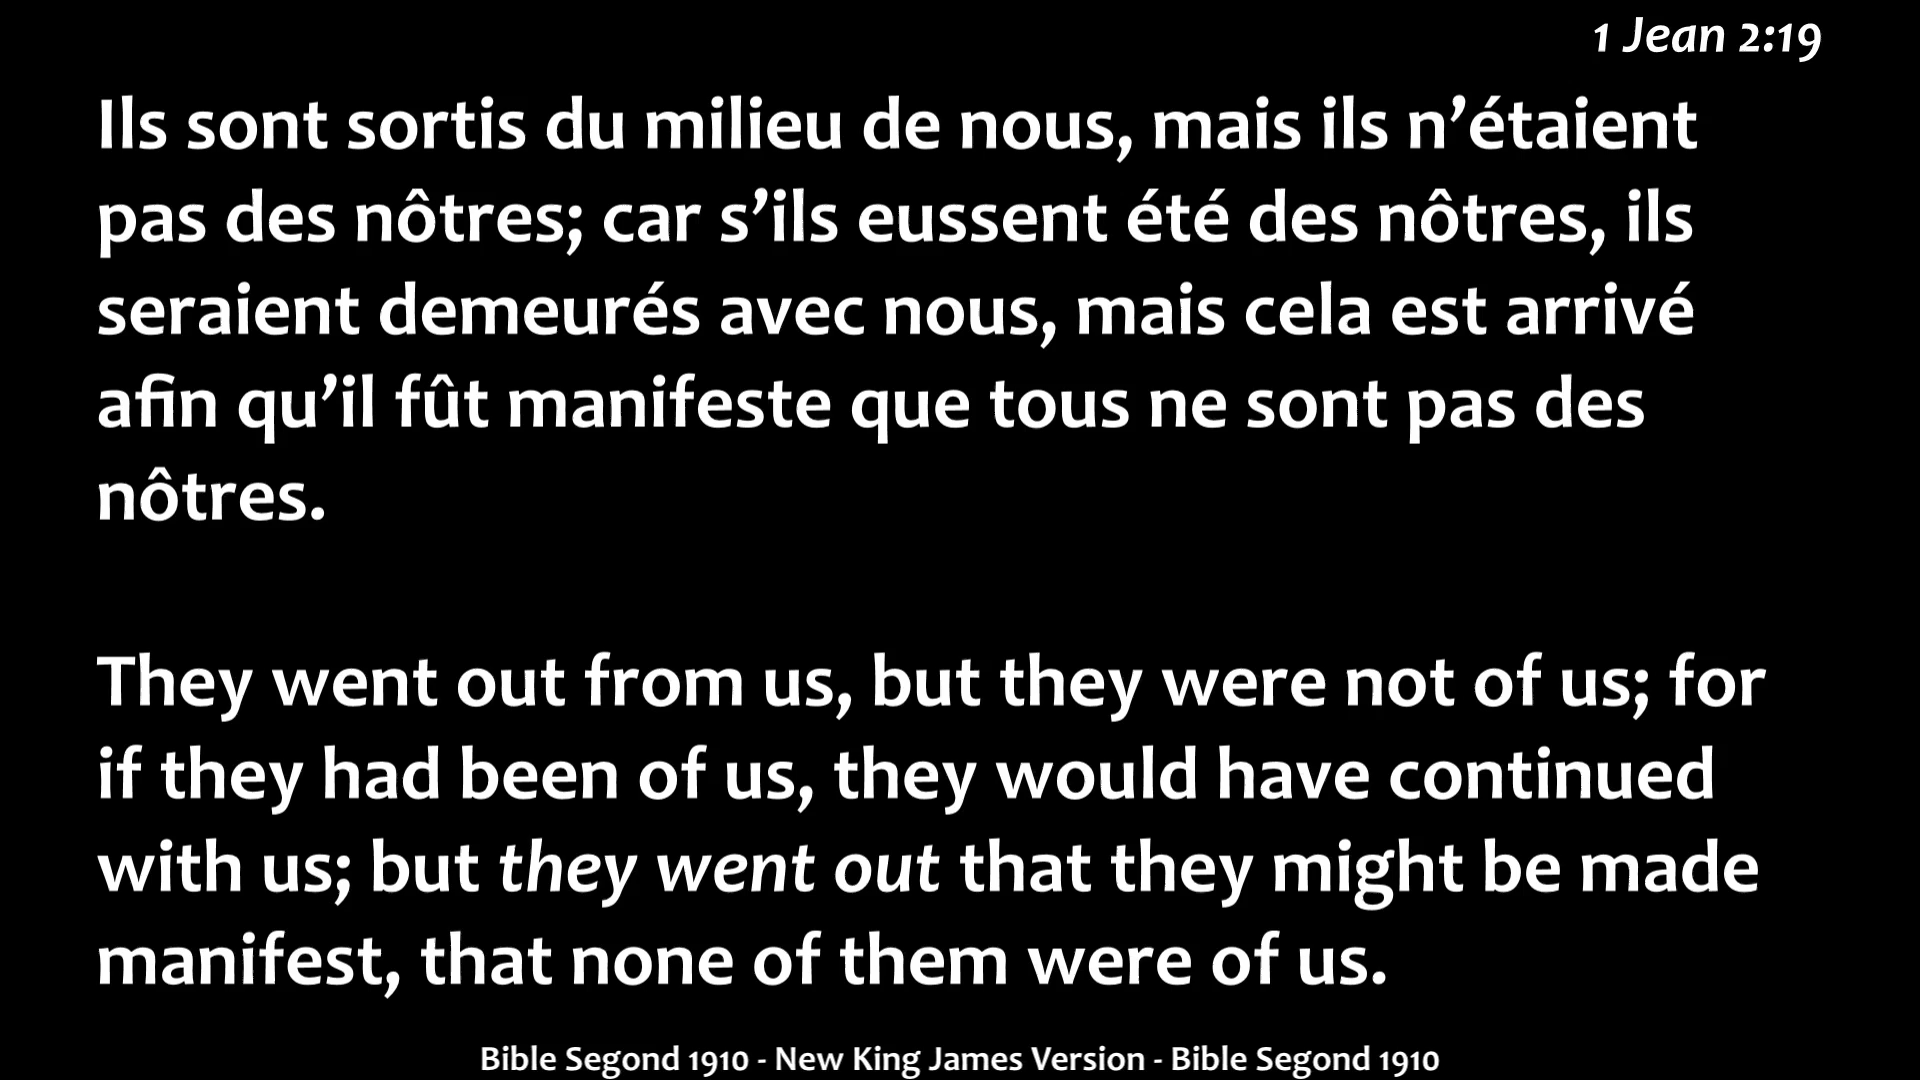 1 Jean 2:19
Ils sont sortis du milieu de nous, mais ils n’étaient
pas des nôtres; car s’ils eussent été des nôtres, ils
seraient demeurés avec nous, mais cela est arrivé
afin qu’il fût manifeste que tous ne sont pas des
nôtres.
They went out from us, but they were not of us; for
if they had been of us, they would have continued
with us; but they went out that they might be made
manifest, that none of them were of us.
Bible Segond 1910 - New King James Version - Bible Segond 1910